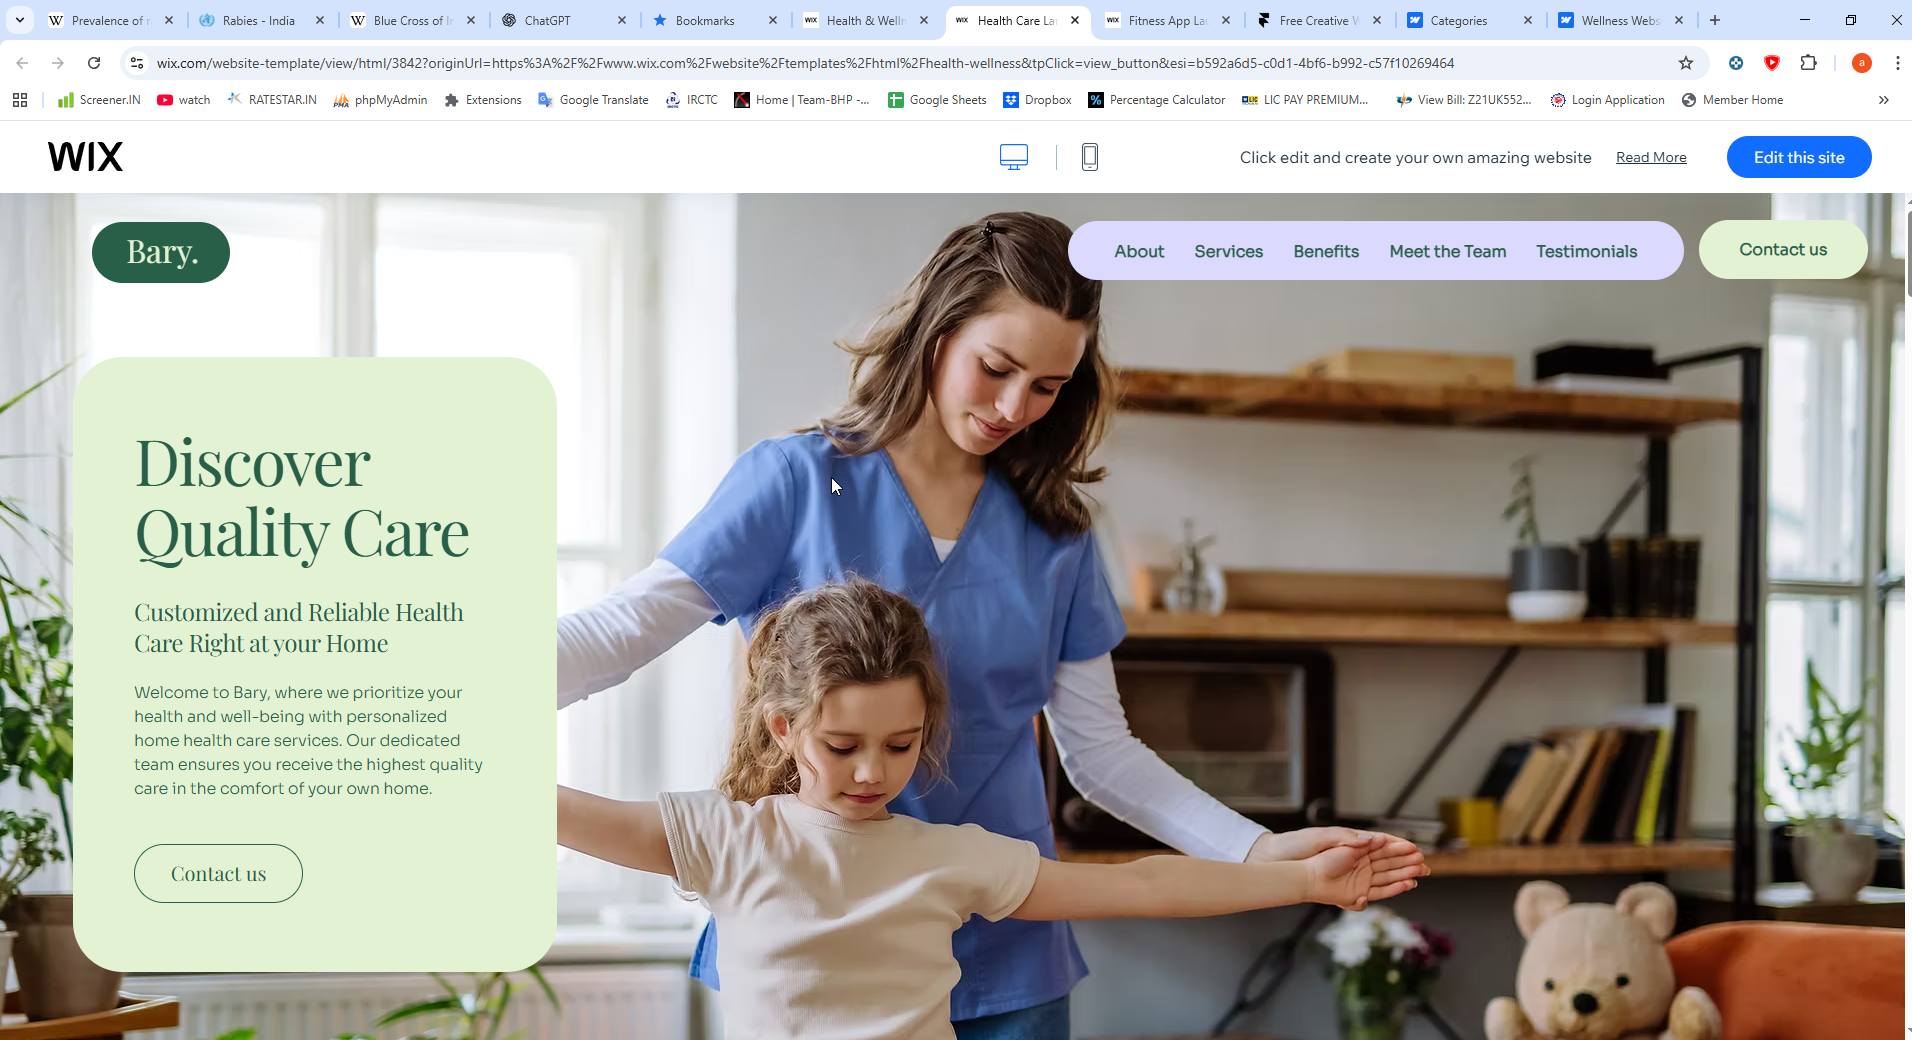 Prevalence of r
Rabies - India
Blue Cross of I
ChatGPT
Bookmarks
Health & Welln
Health Care La
Fitness App La
Free Creative
Categories
Wellness Webs
wix.com/website-template/view/html/3842?originUrl=https%3A%2F%2Fwww.wix.com%2Fwebsite%2Ftemplates%2Fhtml%2Fhealth-wellness&tpClick=view_button&esi=b592a6d5-c0d1-4bf6-b992-c57f10269464
a
Screener.IN
watch
RATESTAR.IN
PMA phpMyAdmin
Extensions
Google Translate
IRCTC
Home | Team-BHP -...
Google Sheets
Dropbox
Percentage Calculator
LIC PAY PREMIUM...
View Bill: Z21UK552...
Login Application
Member Home
WIX
Click edit and create your own amazing website
Read More
Edit this site
Bary.
About
Services
Benefits
Meet the Team
Testimonials
Contact us
Discover
Quality Care
Customized and Reliable Health
Care Right at your Home
Welcome to Bary, where we prioritize your
health and well-being with personalized
home health care services. Our dedicated
team ensures you receive the highest quality
care in the comfort of your own home.
Contact us